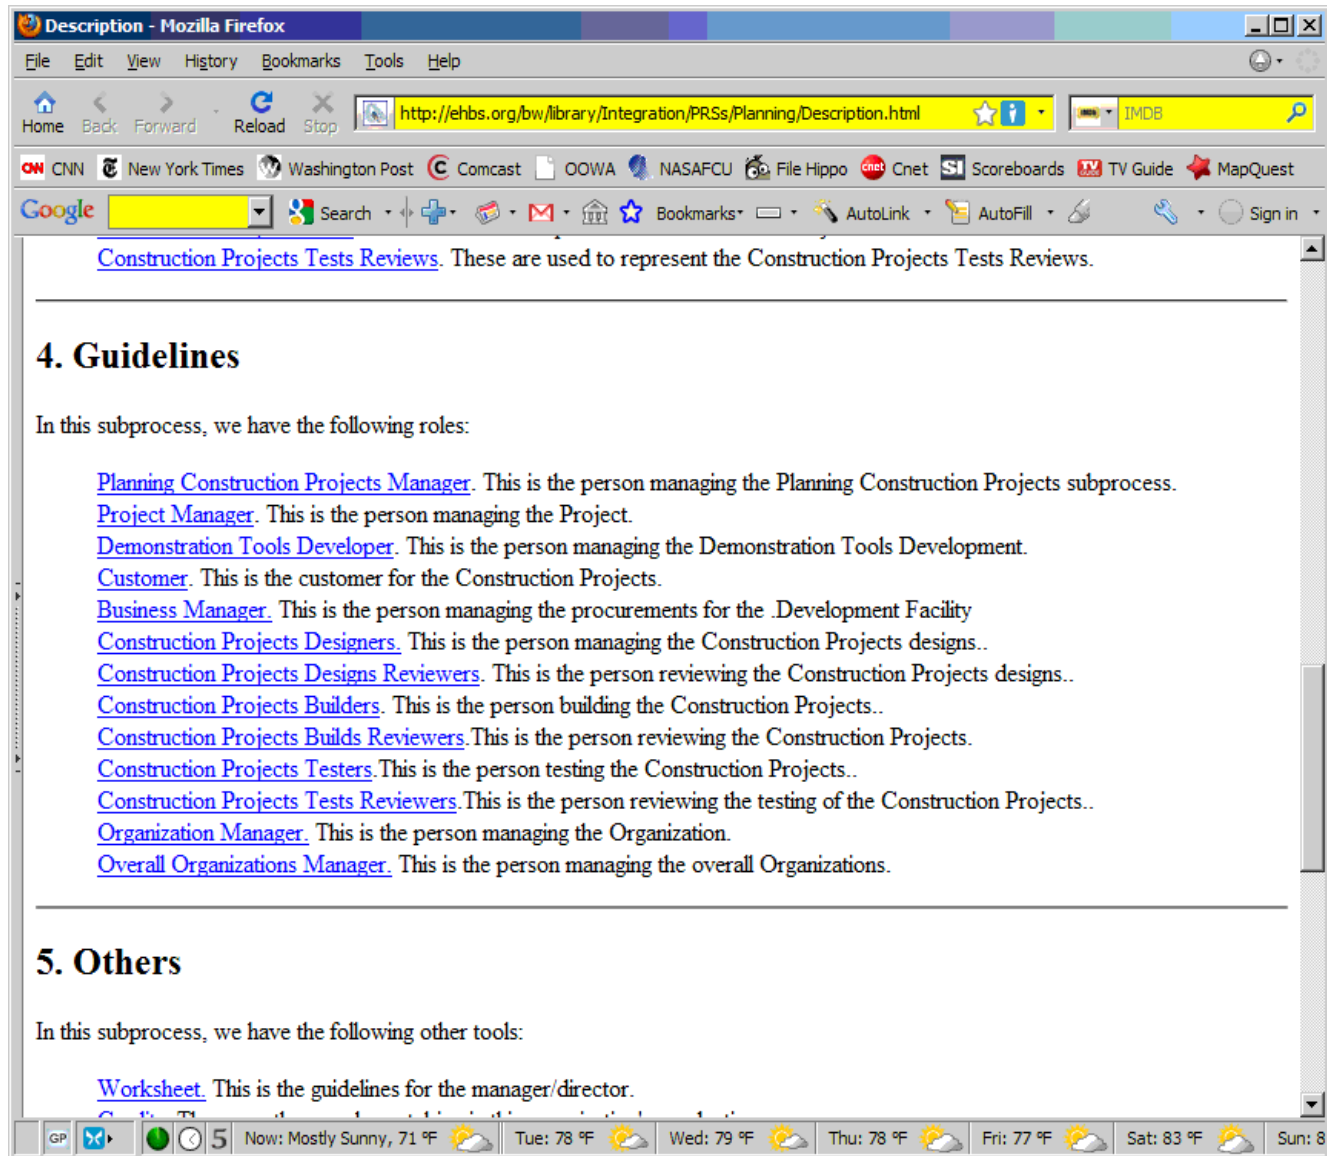 Description - Mozilla Firefox
File Edit View History Bookmarks Tools Help
Home Back Forward Reload Stop http://ehbs.org/bw/library/Integration/PRSs/Planning/Description.html IMDB
CNN New York Times Washington Post Comcast OOWA NASAFCU File Hippo Cnet Scoreboards TV Guide MapQuest
Google Search Bookmarks AutoLink AutoFill Sign in
Construction Projects Tests Reviews. These are used to represent the Construction Projects Tests Reviews.
4. Guidelines
In this subprocess, we have the following roles:
Planning Construction Projects Manager. This is the person managing the Planning Construction Projects subprocess.
Project Manager. This is the person managing the Project.
Demonstration Tools Developer. This is the person managing the Demonstration Tools Development.
Customer. This is the customer for the Construction Projects.
Business Manager. This is the person managing the procurements for the .Development Facility
Construction Projects Designers. This is the person managing the Construction Projects designs..
Construction Projects Designs Reviewers. This is the person reviewing the Construction Projects designs..
Construction Projects Builders. This is the person building the Construction Projects..
Construction Projects Builds Reviewers.This is the person reviewing the Construction Projects.
Construction Projects Testers.This is the person testing the Construction Projects..
Construction Projects Tests Reviewers.This is the person reviewing the testing of the Construction Projects..
Organization Manager. This is the person managing the Organization.
Overall Organizations Manager. This is the person managing the overall Organizations.
5. Others
In this subprocess, we have the following other tools:
Worksheet. This is the guidelines for the manager/director.
GP 5 Now: Mostly Sunny, 71 °F Tue: 78 °F Wed: 79 °F Thu: 78 °F Fri: 77 °F Sat: 83 °F Sun: 8